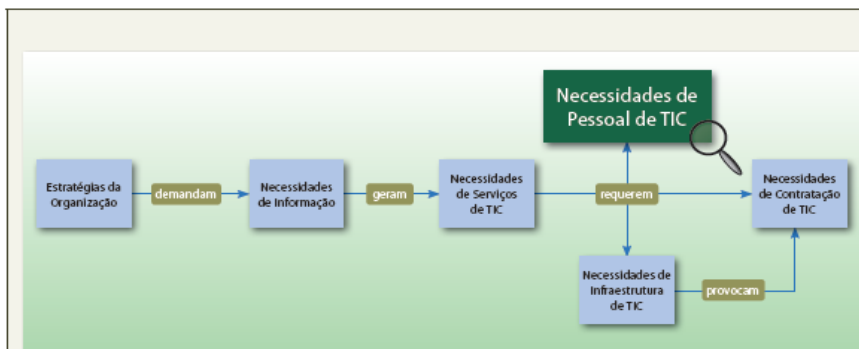 Necessidades de
Pessoal de TIC
Estratégias da
Organização
demandam
Necessidades
de Informação
geram
Necessidades
de Serviços
de TIC
requerem
Necessidades
de Contratação
de TIC
Necessidades de
Infraestrutura
de TIC
provocam